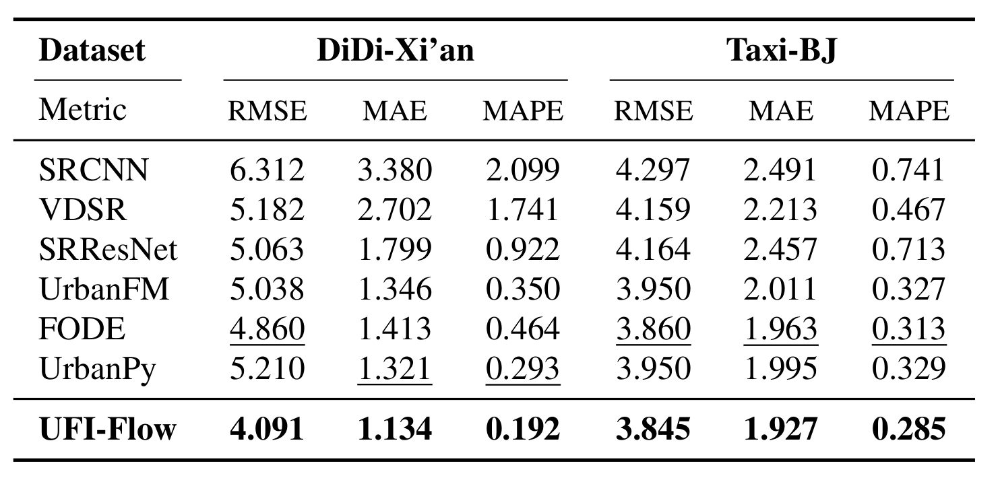 Dataset DiDi-Xi’an Taxi-BJ
Metric RMSE MAE MAPE RMSE MAE MAPE
SRCNN 6.312 3.380 2.099 4.297 2.491 0.741
VDSR 5.182 2.702 1.741 4.159 2.213 0.467
SRResNet 5.063 1.799 0.922 4.164 2.457 0.713
UrbanFM 5.038 1.346 0.350 3.950 2.011 0.327
FODE 4.860 1.413 0.464 3.860 1.963 0.313
UrbanPy 5.210 1.321 0.293 3.950 1.995 0.329
UFI-Flow 4.091 1.134 0.192 3.845 1.927 0.285